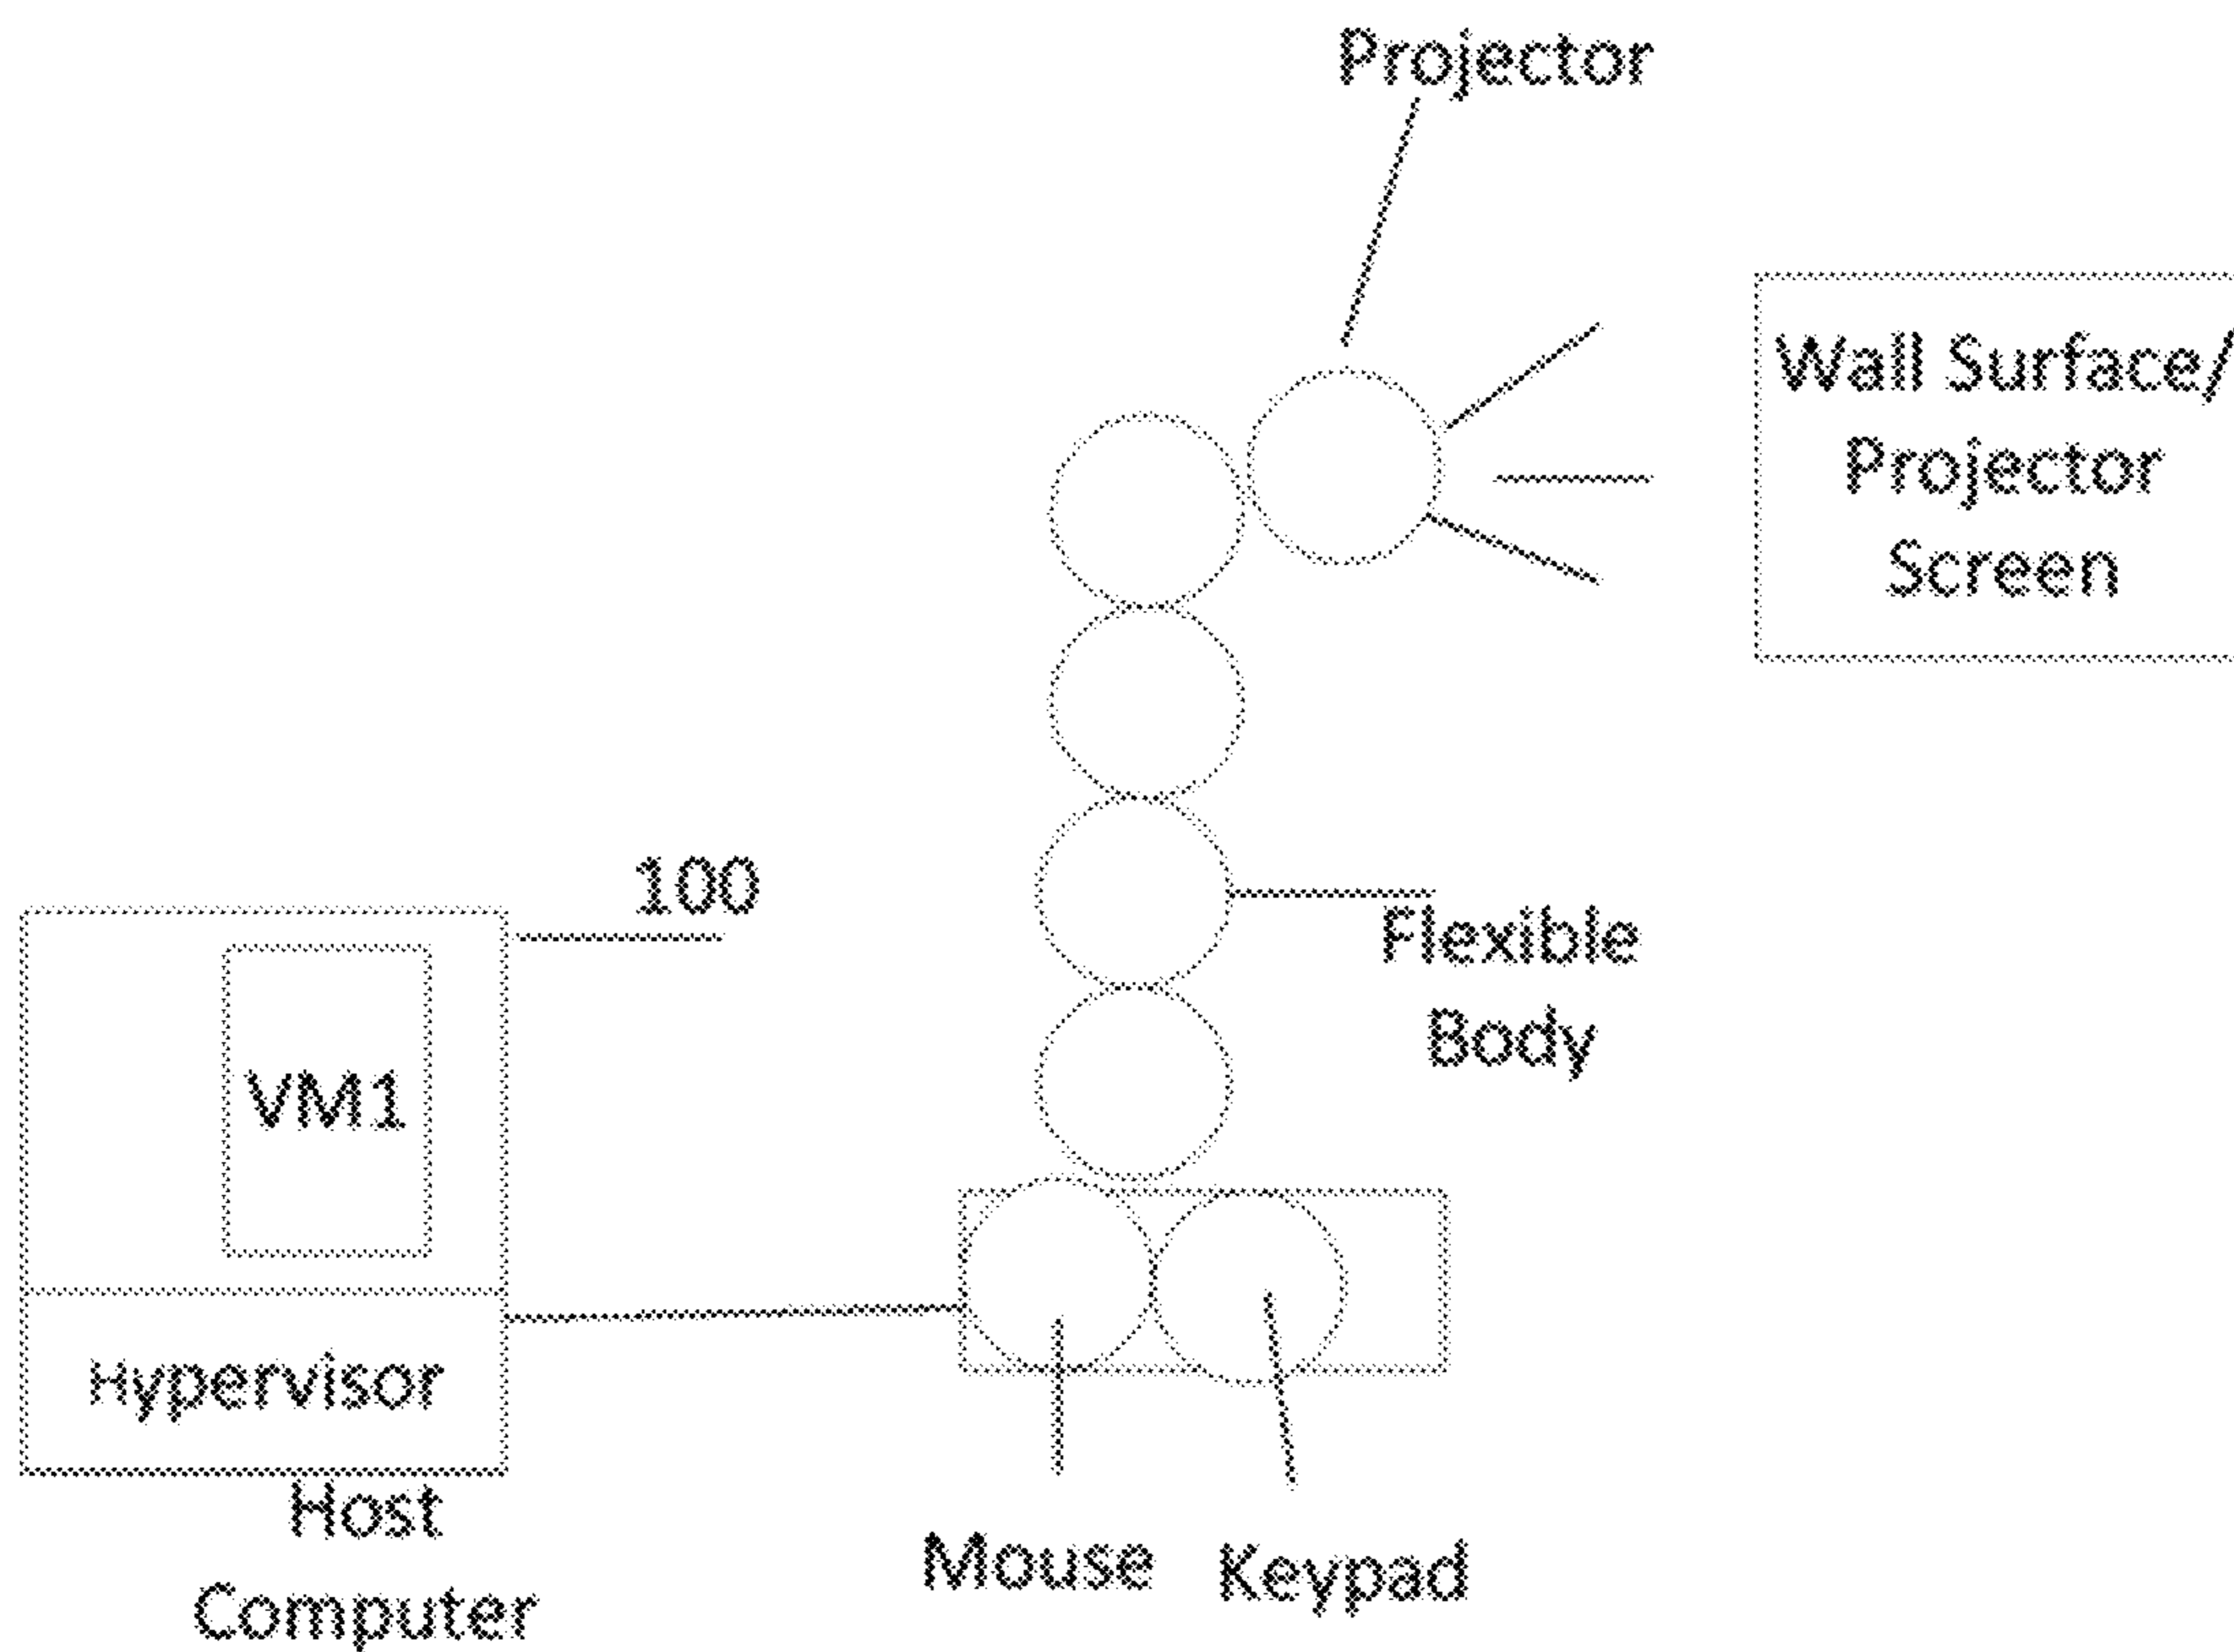 Projector
Wall Surface/
Projector
Screen
100
Flexible
Body
VM1
Hypervisor
Host
Computer
Mouse
Keypad